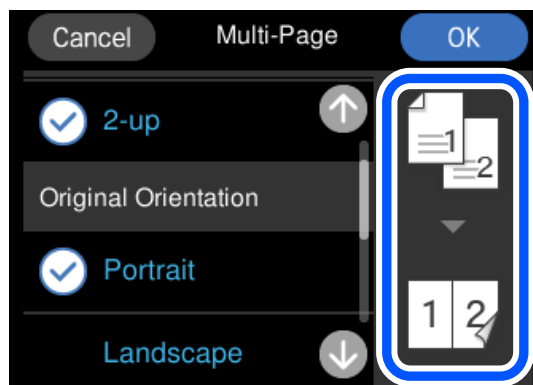 Cancel Multi-Page OK
2-up
1
2
Original Orientation
Portrait
1 2
Landscape